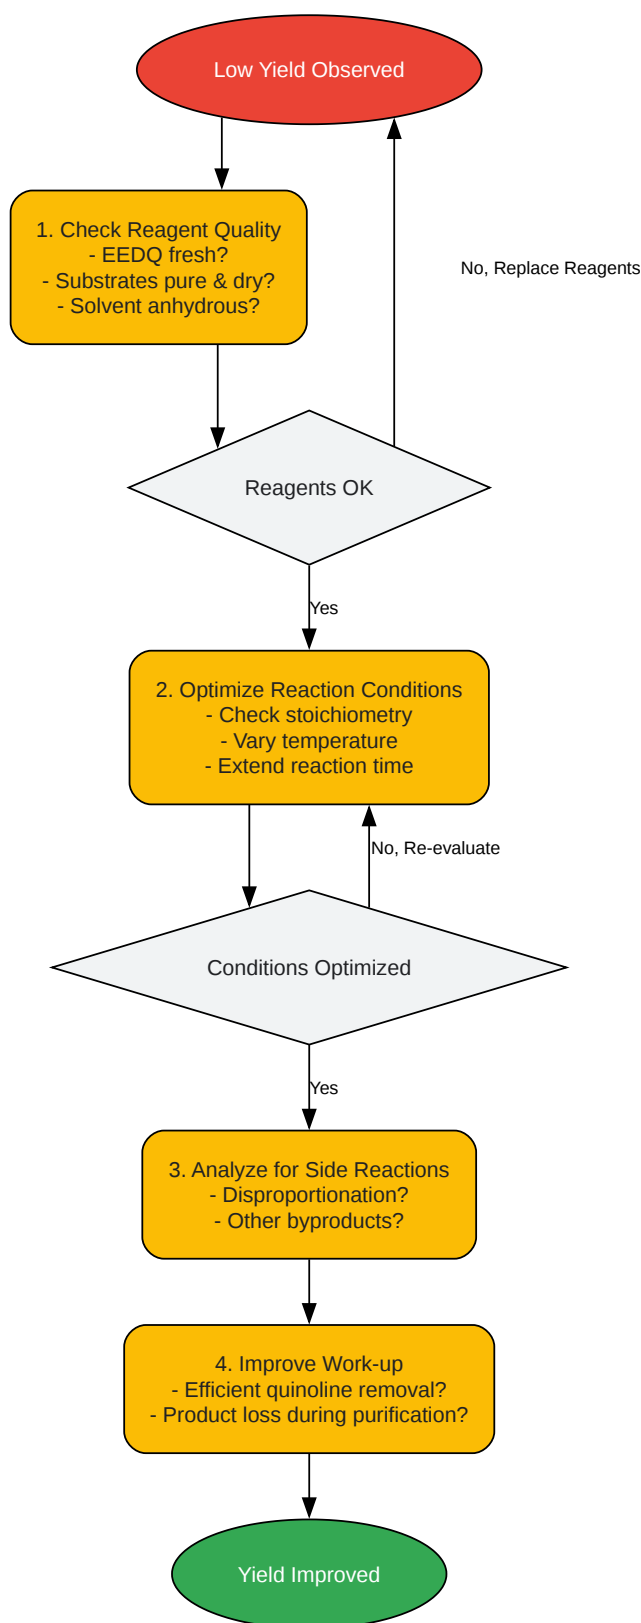 Low Yield Observed
1. Check Reagent Quality
- EEDQ fresh?
- Substrates pure & dry?
- Solvent anhydrous?
No, Replace Reagents
Reagents OK
Yes
2. Optimize Reaction Conditions
- Check stoichiometry
- Vary temperature
- Extend reaction time
No, Re-evaluate
Conditions Optimized
Yes
3. Analyze for Side Reactions
- Disproportionation?
- Other byproducts?
4. Improve Work-up
- Efficient quinoline removal?
- Product loss during purification?
Yield Improved